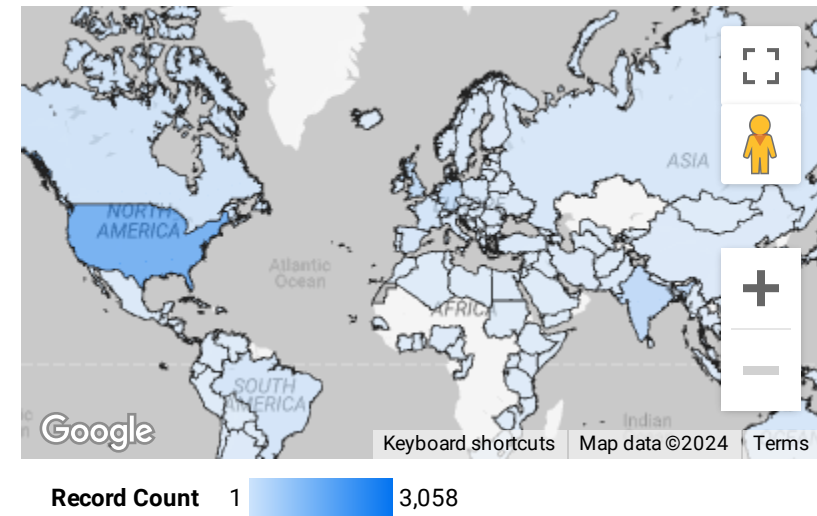 ASIA
NORTH
AMERICA
EUROPE
Atlantic
Ocean
AFRICA
SOUTH
AMERICA
Indian
Google
Keyboard shortcuts
Map data ©2024
Terms
Record Count 1 3,058